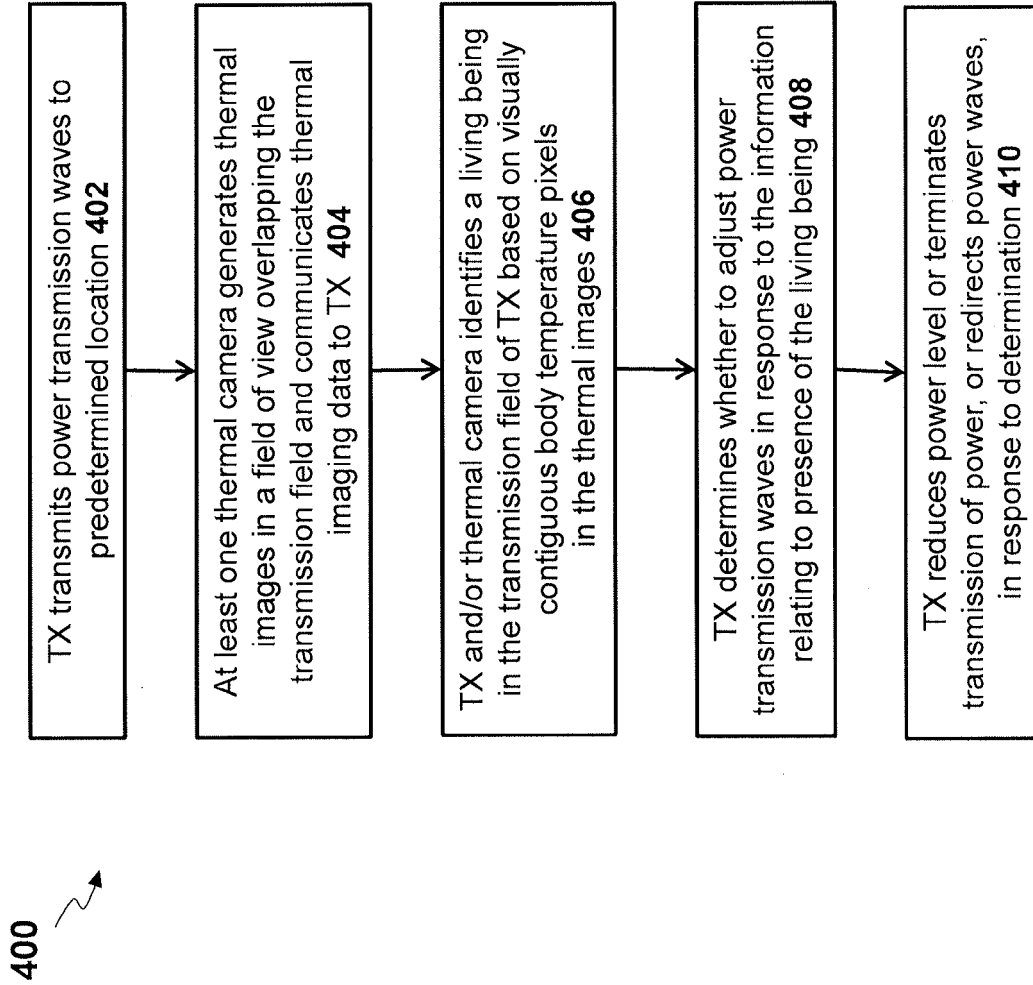 400
TX transmits power transmission waves to
predetermined location 402
At least one thermal camera generates thermal
images in a field of view overlapping the
transmission field and communicates thermal
imaging data to TX 404
TX and/or thermal camera identifies a living being
in the transmission field of TX based on visually
contiguous body temperature pixels
in the thermal images 406
TX determines whether to adjust power
transmission waves in response to the information
relating to presence of the living being 408
TX reduces power level or terminates
transmission of power, or redirects power waves,
in response to determination 410